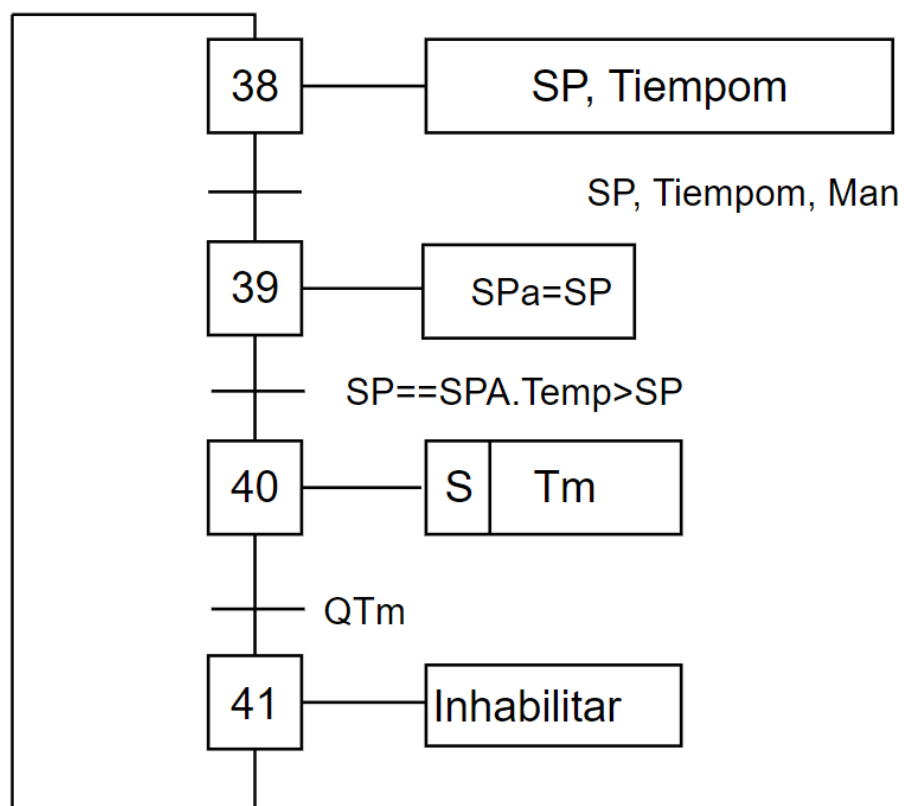 38
SP, Tiempom
SP, Tiempom, Man
39
SPa=SP
SP==SPA.Temp>SP
40
S
Tm
QTm
41
Inhabilitar